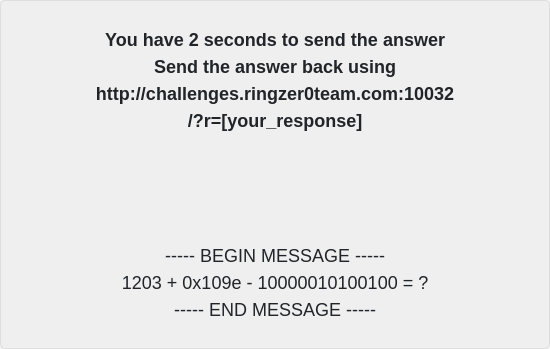 You have 2 seconds to send the answer
Send the answer back using
http://challenges.ringzer0team.com:10032
/?r=[your_response]
----- BEGIN MESSAGE -----
1203 + 0x109e - 10000010100100 = ?
----- END MESSAGE -----